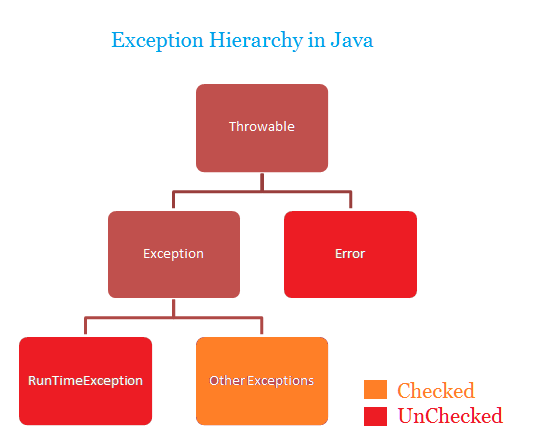 Exception Hierarchy in Java
Throwable
Exception
Error
RunTimeException
Other Exceptions
Checked
UnChecked